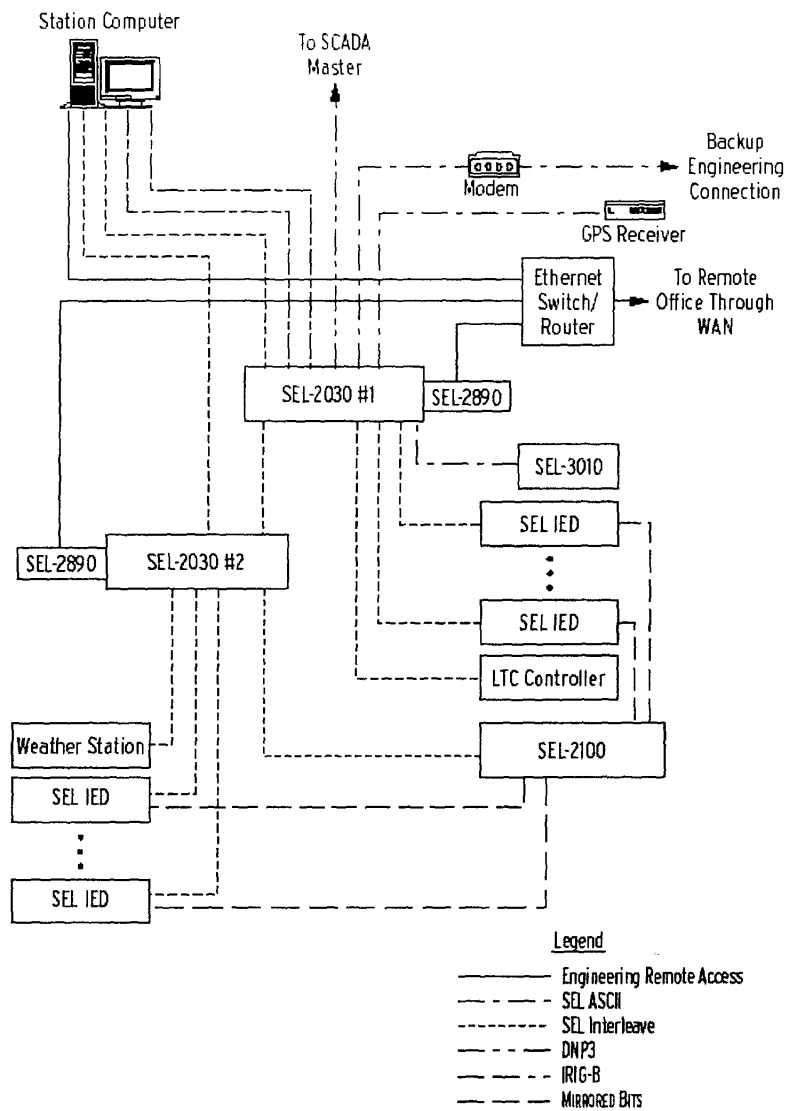 Station Computer
To SCADA
Master
Modem
Backup
Engineering
Connection
GPS Receiver
Ethernet
Switch/
Router
To Remote
Office Through
WAN
SEL-2030 #1
SEL-2890
SEL-3010
SEL IED
SEL-2890
SEL-2030 #2
SEL IED
LTC Controller
Weather Station
SEL-2100
SEL IED
SEL IED
Legend
Engineering Remote Access
SEL ASCII
SEL Interleave
DNP3
IRIG-B
MIRRORED BITS